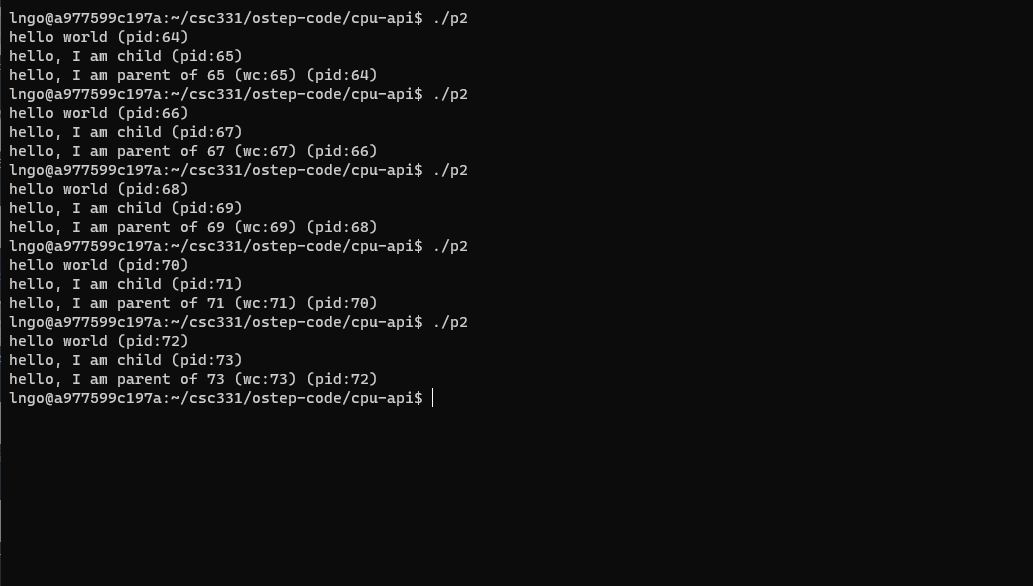 lngo@a977599c197a:~/csc331/ostep-code/cpu-api$ ./p2
hello world (pid:64)
hello, I am child (pid:65)
hello, I am parent of 65 (wc:65) (pid:64)
lngo@a977599c197a:~/csc331/ostep-code/cpu-api$ ./p2
hello world (pid:66)
hello, I am child (pid:67)
hello, I am parent of 67 (wc:67) (pid:66)
lngo@a977599c197a:~/csc331/ostep-code/cpu-api$ ./p2
hello world (pid:68)
hello, I am child (pid:69)
hello, I am parent of 69 (wc:69) (pid:68)
lngo@a977599c197a:~/csc331/ostep-code/cpu-api$ ./p2
hello world (pid:70)
hello, I am child (pid:71)
hello, I am parent of 71 (wc:71) (pid:70)
lngo@a977599c197a:~/csc331/ostep-code/cpu-api$ ./p2
hello world (pid:72)
hello, I am child (pid:73)
hello, I am parent of 73 (wc:73) (pid:72)
lngo@a977599c197a:~/csc331/ostep-code/cpu-api$